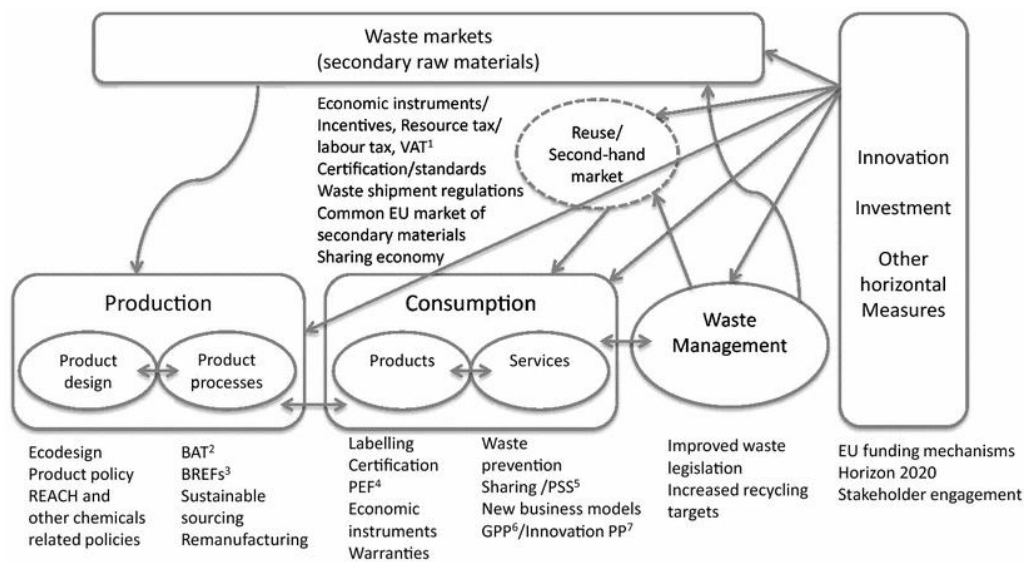 Waste markets
(secondary raw materials)
Economic instruments/
Incentives, Resource tax/
labour tax, VAT¹
Certification/standards
Waste shipment regulations
Common EU market of
secondary materials
Sharing economy
Reuse/
Second-hand
market
Innovation
Investment
Other
horizontal
Measures
Production
Product
design
Product
processes
Consumption
Products
Services
Waste
Management
Ecodesign
Product policy
REACH and
other chemicals
related policies
BAT²
BREFs³
Sustainable
sourcing
Remanufacturing
Labelling
Certification
PEF⁴
Economic
instruments
Warranties
Waste
prevention
Sharing /PSS⁵
New business models
GPP⁶/Innovation PP⁷
Improved waste
legislation
Increased recycling
targets
EU funding mechanisms
Horizon 2020
Stakeholder engagement